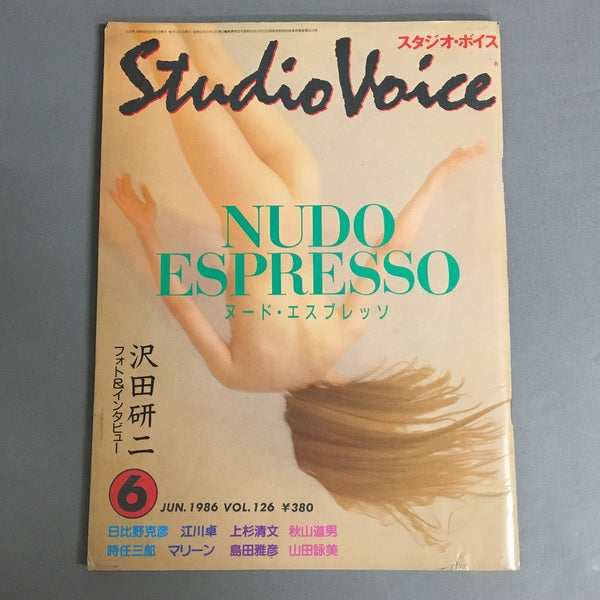 スタジオ・ボイス
Studio Voice
NUDO
ESPRESSO
ヌード・エスプレッソ
沢田研二
フォト&インタビュー
6
JUN.1986 VOL.126 ¥380
日比野克彦 江川卓 上杉清文 秋山道男
時任三郎 マリーン 島田雅彦 山田詠美